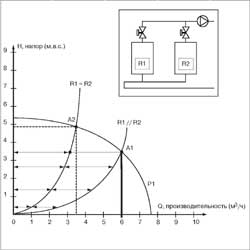 H, напор (м.в.с.)
R1
R2
9
8
R1 = R2
7
6
A2
R1 // R2
5
4
A1
3
2
P1
1
Q, производительность (м³/ч)
0 1 2 3 4 5 6 7 8 9 10